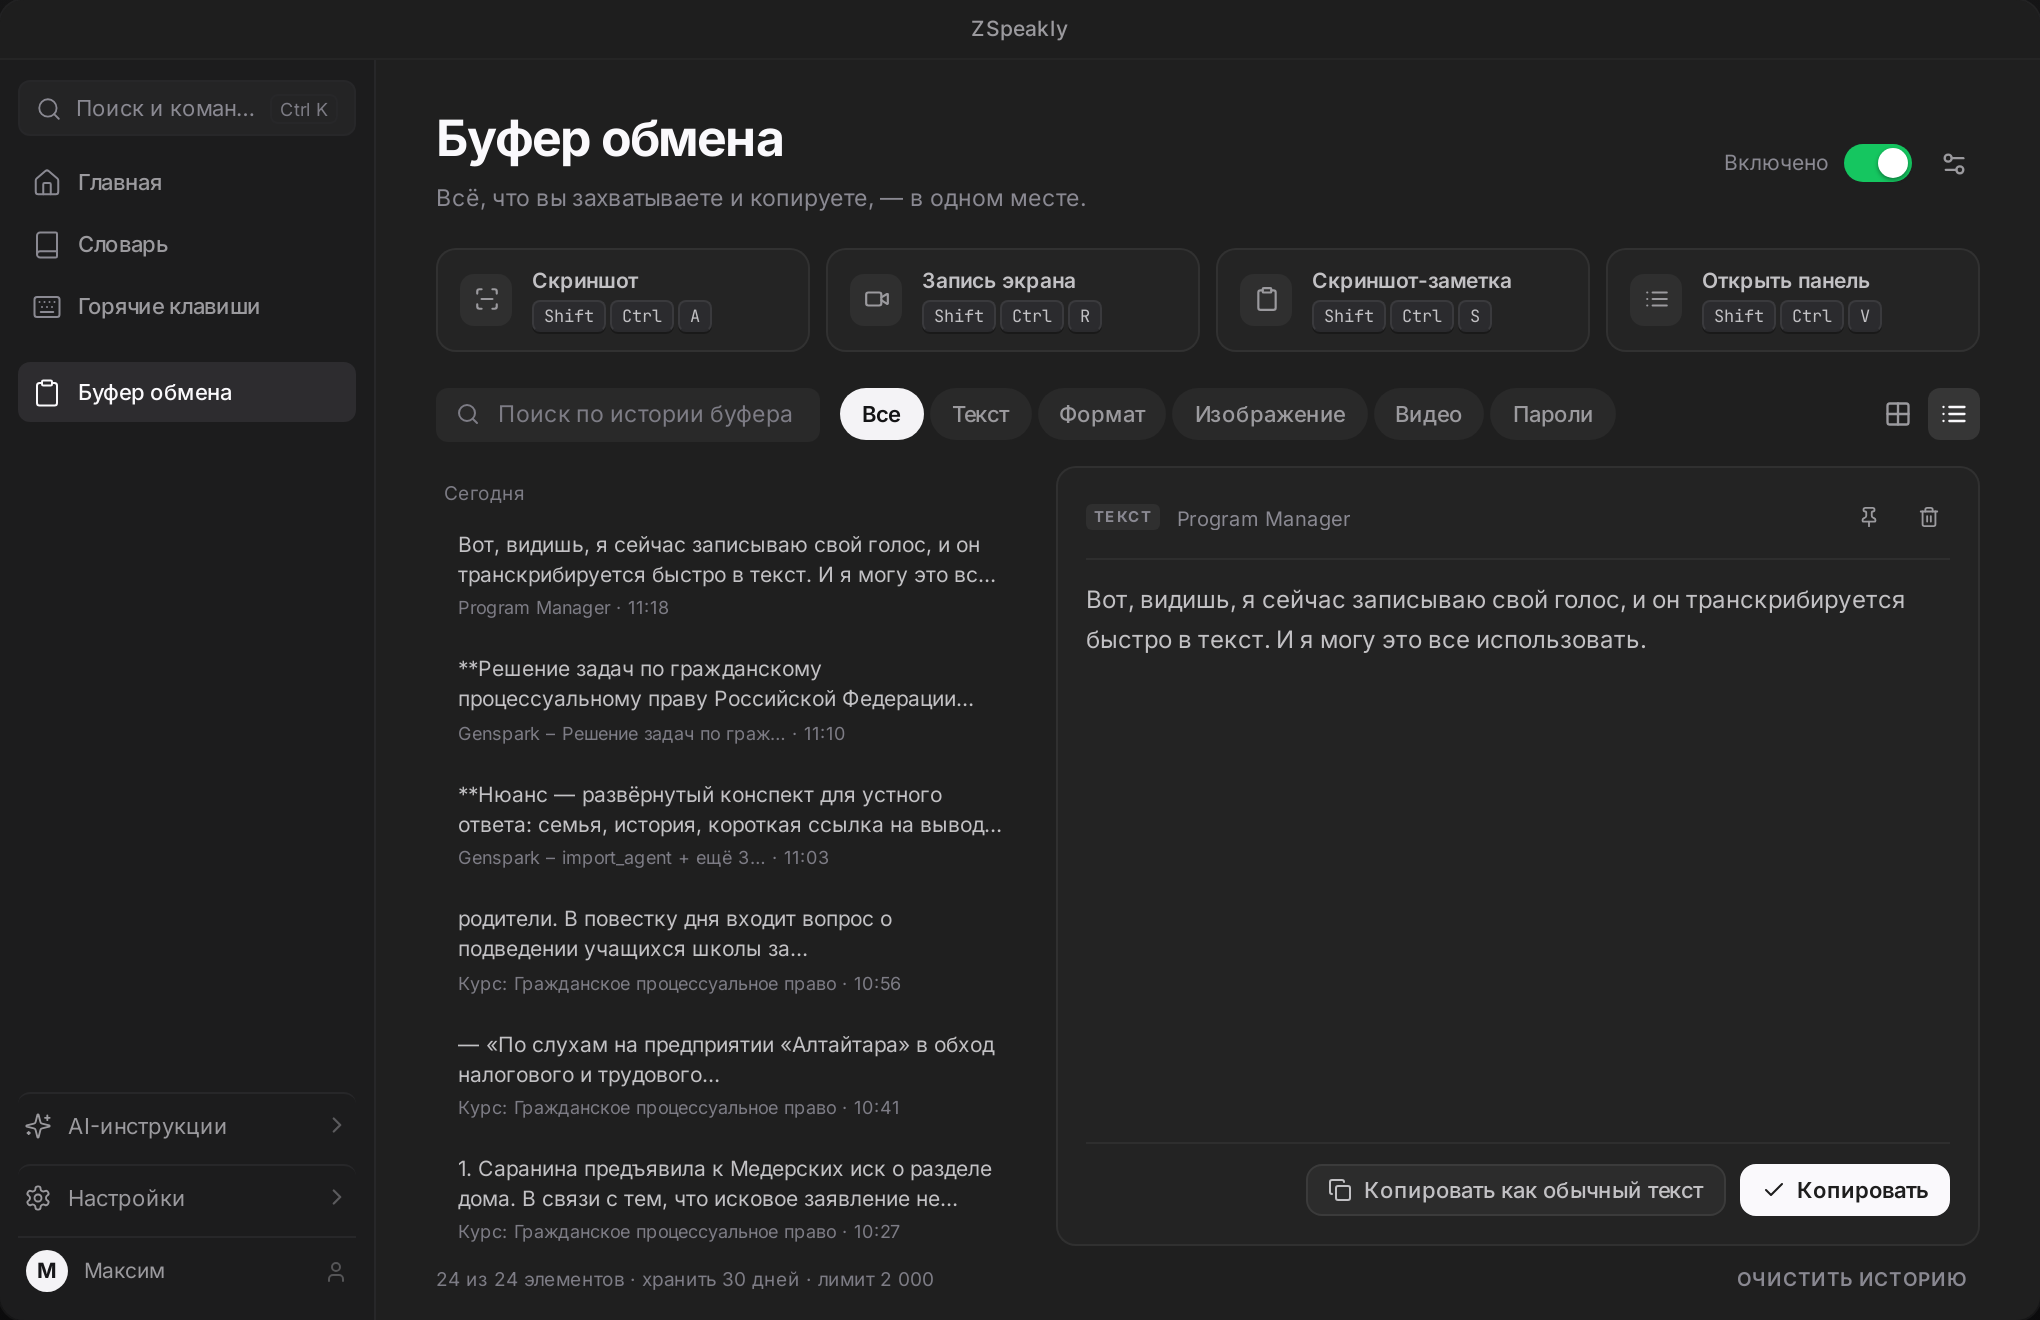 ZSpeakly
Поиск и коман... Ctrl K
Главная
Словарь
Горячие клавиши
Буфер обмена
AI-инструкции
Настройки
М Максим
Буфер обмена
Всё, что вы захватываете и копируете, — в одном месте.
Включено
Скриншот
Shift Ctrl A
Запись экрана
Shift Ctrl R
Скриншот-заметка
Shift Ctrl S
Открыть панель
Shift Ctrl V
Поиск по истории буфера
Все Текст Формат Изображение Видео Пароли
Сегодня
Вот, видишь, я сейчас записываю свой голос, и он
транскрибируется быстро в текст. И я могу это вс...
Program Manager · 11:18
**Решение задач по гражданскому
процессуальному праву Российской Федерации...
Genspark – Решение задач по граж... · 11:10
**Нюанс — развёрнутый конспект для устного
ответа: семья, история, короткая ссылка на вывод...
Genspark – import_agent + ещё 3... · 11:03
родители. В повестку дня входит вопрос о
подведении учащихся школы за...
Курс: Гражданское процессуальное право · 10:56
— «По слухам на предприятии «Алтайтара» в обход
налогового и трудового...
Курс: Гражданское процессуальное право · 10:41
1. Саранина предъявила к Медерских иск о разделе
дома. В связи с тем, что исковое заявление не...
Курс: Гражданское процессуальное право · 10:27
ТЕКСТ Program Manager
Вот, видишь, я сейчас записываю свой голос, и он транскрибируется
быстро в текст. И я могу это все использовать.
Копировать как обычный текст
Копировать
24 из 24 элементов · хранить 30 дней · лимит 2 000
ОЧИСТИТЬ ИСТОРИЮ